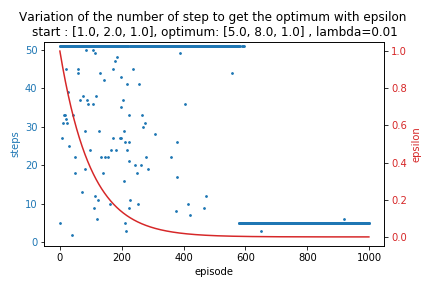 Variation of the number of step to get the optimum with epsilon
start : [1.0, 2.0, 1.0], optimum: [5.0, 8.0, 1.0] , lambda=0.01
50
40
30
20
10
0
steps
1.0
0.8
0.6
0.4
0.2
0.0
epsilon
0 200 400 600 800 1000
episode